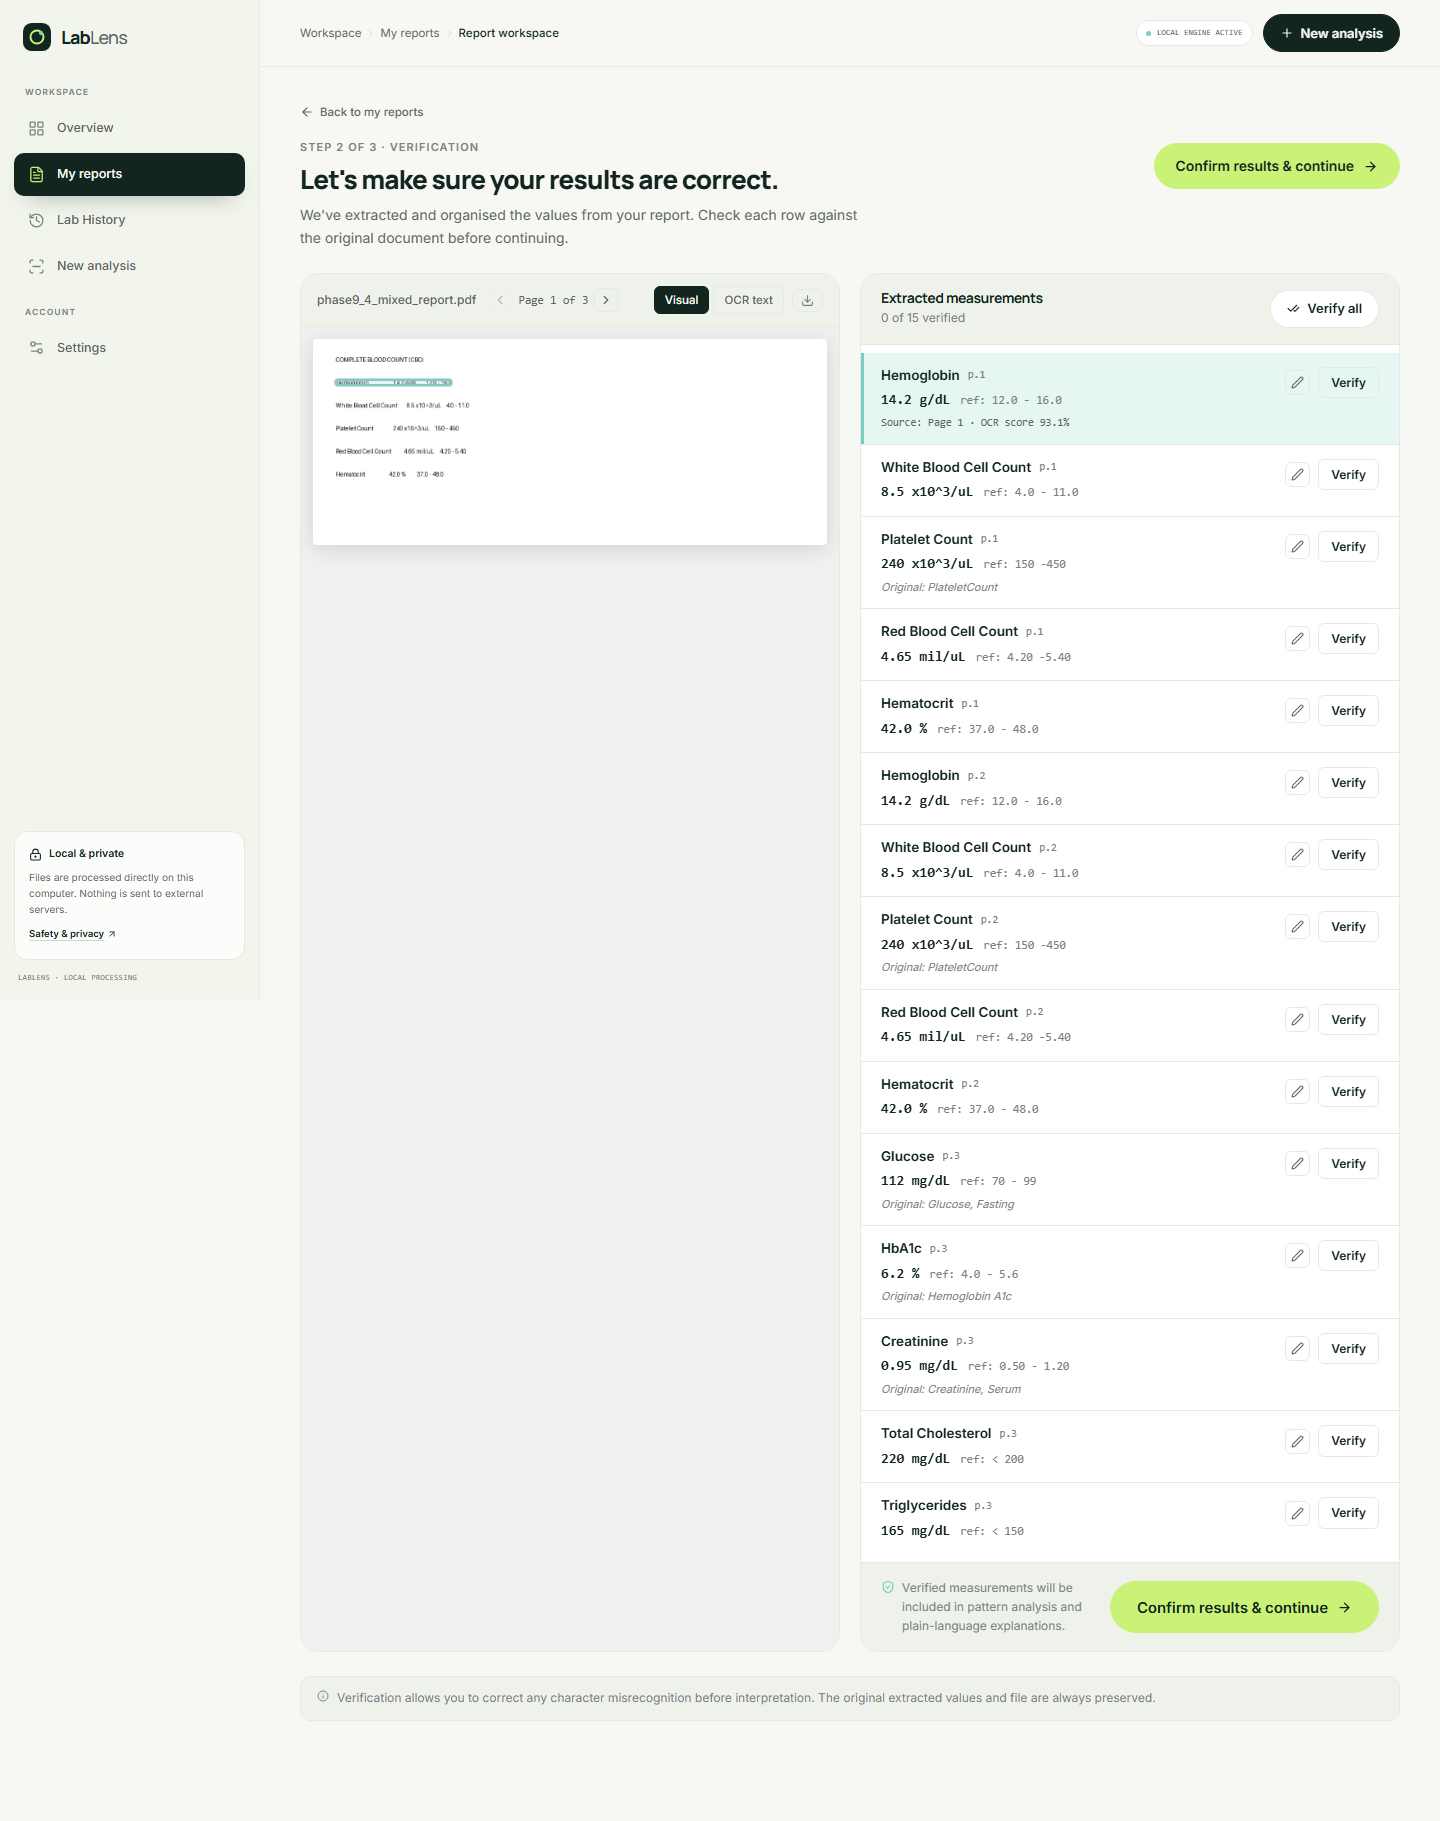 LabLens
WORKSPACE
Overview
My reports
Lab History
New analysis
ACCOUNT
Settings
Local & private
Files are processed directly on this
computer. Nothing is sent to external
servers.
Safety & privacy
LABLENS · LOCAL PROCESSING
Workspace › My reports › Report workspace
LOCAL ENGINE ACTIVE
New analysis
Back to my reports
STEP 2 OF 3 · VERIFICATION
Let's make sure your results are correct.
We've extracted and organised the values from your report. Check each row against
the original document before continuing.
Confirm results & continue
phase9_4_mixed_report.pdf
Page 1 of 3
Visual
OCR text
COMPLETE BLOOD COUNT (CBC)
Hemoglobin 14.2 g/dL 12.0 - 16.0
White Blood Cell Count 8.5 x10^3/uL 4.0 - 11.0
Platelet Count 240 x10^3/uL 150 - 450
Red Blood Cell Count 4.65 mil/uL 4.20 - 5.40
Hematocrit 42.0 % 37.0 - 48.0
Extracted measurements
0 of 15 verified
Verify all
Hemoglobin p.1
14.2 g/dL ref: 12.0 - 16.0
Source: Page 1 · OCR score 93.1%
Verify
White Blood Cell Count p.1
8.5 x10^3/uL ref: 4.0 - 11.0
Verify
Platelet Count p.1
240 x10^3/uL ref: 150 -450
Original: PlateletCount
Verify
Red Blood Cell Count p.1
4.65 mil/uL ref: 4.20 -5.40
Verify
Hematocrit p.1
42.0 % ref: 37.0 - 48.0
Verify
Hemoglobin p.2
14.2 g/dL ref: 12.0 - 16.0
Verify
White Blood Cell Count p.2
8.5 x10^3/uL ref: 4.0 - 11.0
Verify
Platelet Count p.2
240 x10^3/uL ref: 150 -450
Original: PlateletCount
Verify
Red Blood Cell Count p.2
4.65 mil/uL ref: 4.20 -5.40
Verify
Hematocrit p.2
42.0 % ref: 37.0 - 48.0
Verify
Glucose p.3
112 mg/dL ref: 70 - 99
Original: Glucose, Fasting
Verify
HbA1c p.3
6.2 % ref: 4.0 - 5.6
Original: Hemoglobin A1c
Verify
Creatinine p.3
0.95 mg/dL ref: 0.50 - 1.20
Original: Creatinine, Serum
Verify
Total Cholesterol p.3
220 mg/dL ref: < 200
Verify
Triglycerides p.3
165 mg/dL ref: < 150
Verify
Verified measurements will be
included in pattern analysis and
plain-language explanations.
Confirm results & continue
Verification allows you to correct any character misrecognition before interpretation. The original extracted values and file are always preserved.